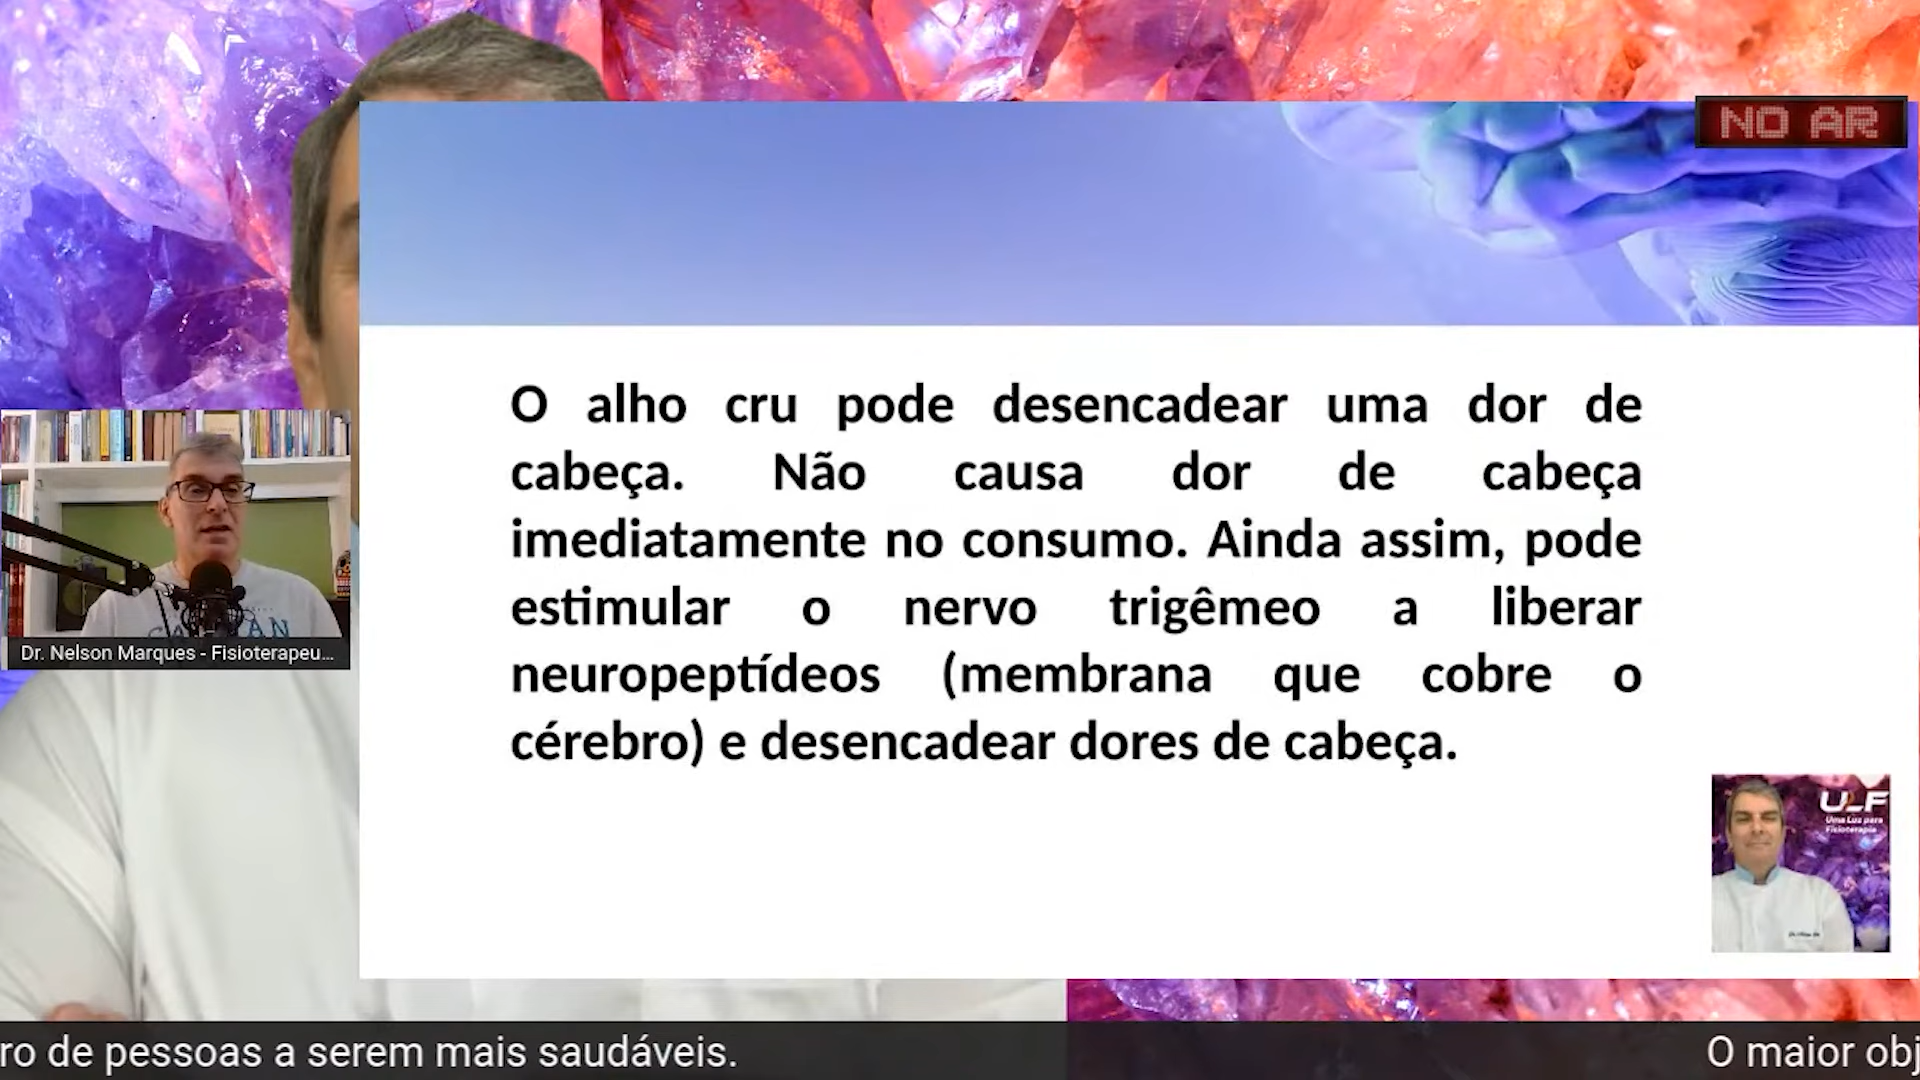 NO AR
O alho cru pode desencadear uma dor de
cabeça. Não causa dor de cabeça
imediatamente no consumo. Ainda assim, pode
estimular o nervo trigêmeo a liberar
neuropeptídeos (membrana que cobre o
cérebro) e desencadear dores de cabeça.
Dr. Nelson Marques - Fisioterapeu...
ULF
Uma Luz para
Fisioterapia
ro de pessoas a serem mais saudáveis.
O maior obj